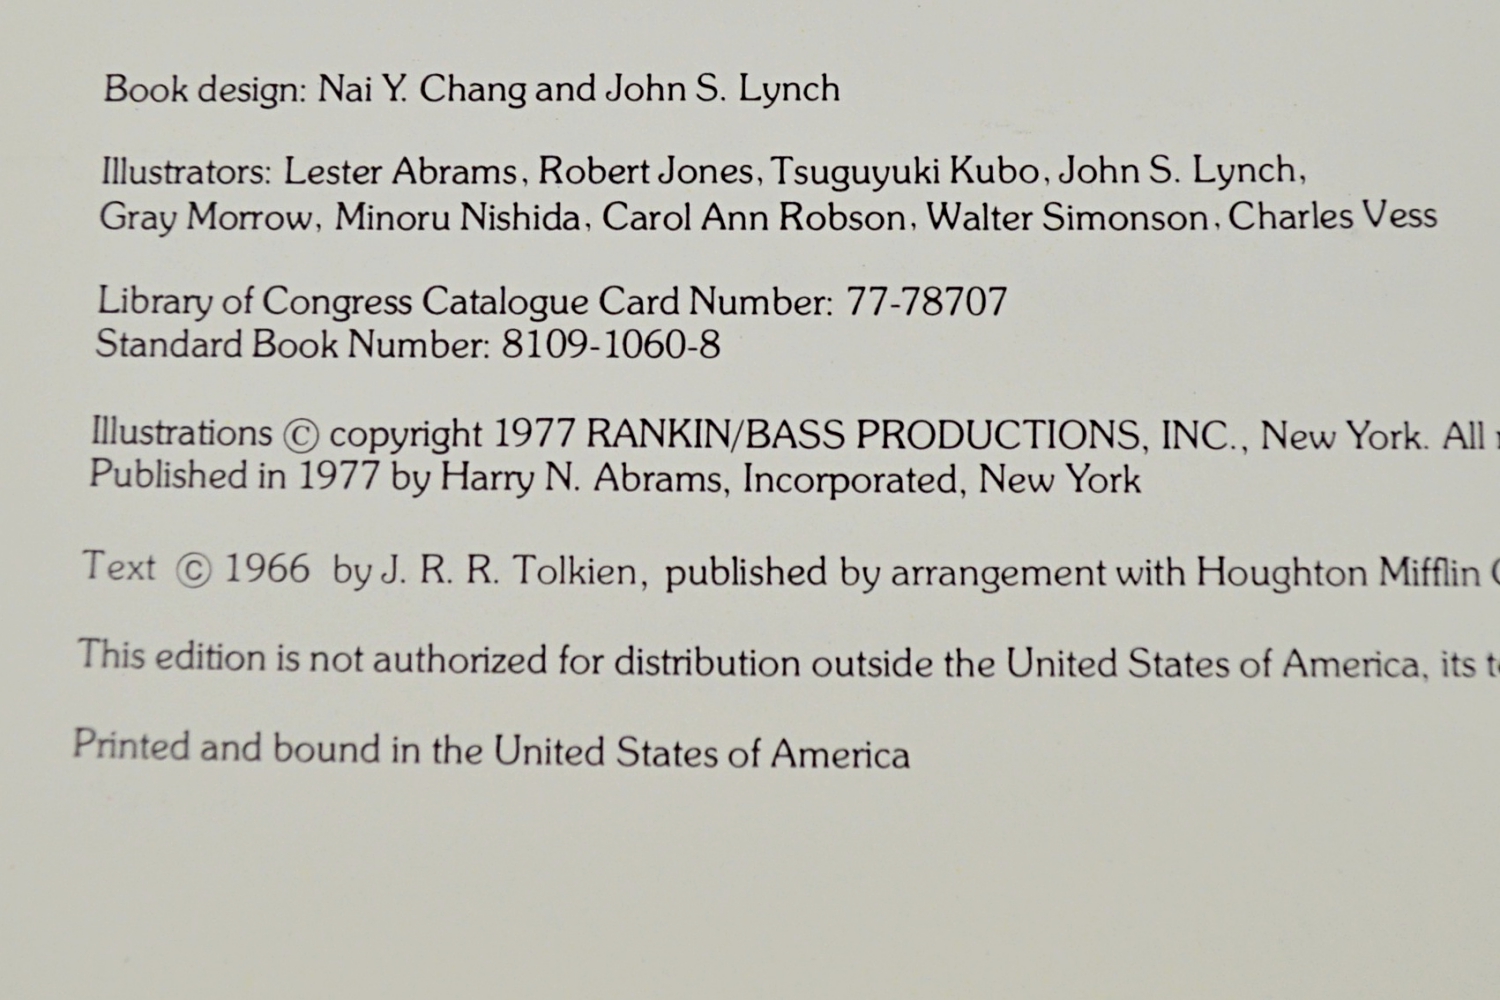 Book design: Nai Y. Chang and John S. Lynch
Illustrators: Lester Abrams, Robert Jones, Tsuguyuki Kubo, John S. Lynch,
Gray Morrow, Minoru Nishida, Carol Ann Robson, Walter Simonson, Charles Vess
Library of Congress Catalogue Card Number: 77-78707
Standard Book Number: 8109-1060-8
Illustrations © copyright 1977 RANKIN/BASS PRODUCTIONS, INC., New York. All
Published in 1977 by Harry N. Abrams, Incorporated, New York
Text © 1966 by J. R. R. Tolkien, published by arrangement with Houghton Mifflin
This edition is not authorized for distribution outside the United States of America, its
Printed and bound in the United States of America